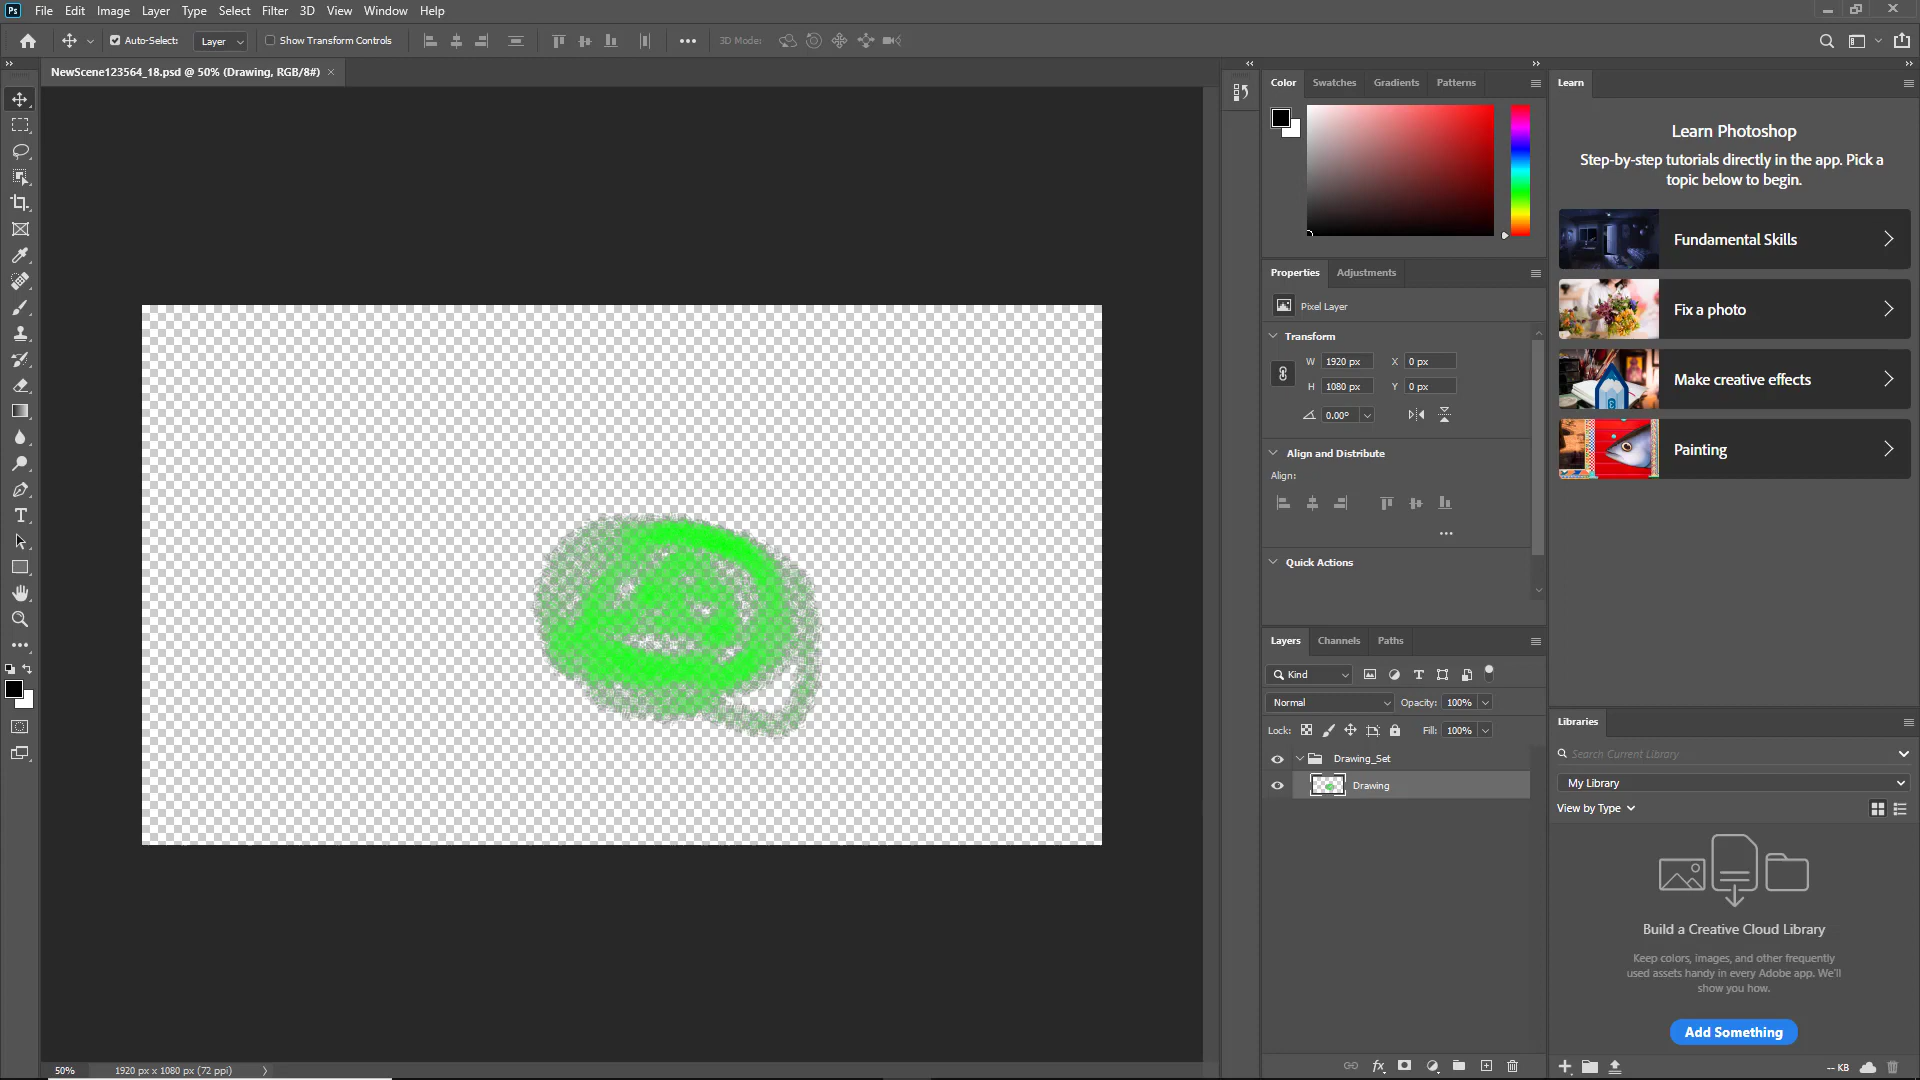 Ps File Edit Image Layer Type Select Filter 3D View Window Help
Auto-Select: Layer Show Transform Controls 3D Mode:
NewScene123564_18.psd @ 50% (Drawing, RGB/8#) ×
Color Swatches Gradients Patterns
Properties Adjustments
Pixel Layer
Transform
W 1920 px X 0 px
H 1080 px Y 0 px
0.00°
Align and Distribute
Align:
Quick Actions
Layers Channels Paths
Kind
Normal Opacity: 100%
Lock: Fill: 100%
Drawing_Set
Drawing
Learn
Learn Photoshop
Step-by-step tutorials directly in the app. Pick a
topic below to begin.
Fundamental Skills
Fix a photo
Make creative effects
Painting
Libraries
Search Current Library
My Library
View by Type
Build a Creative Cloud Library
Keep colors, images, and other frequently
used assets handy in every Adobe app. We'll
show you how.
Add Something
-- KB
50% 1920 px x 1080 px (72 ppi)